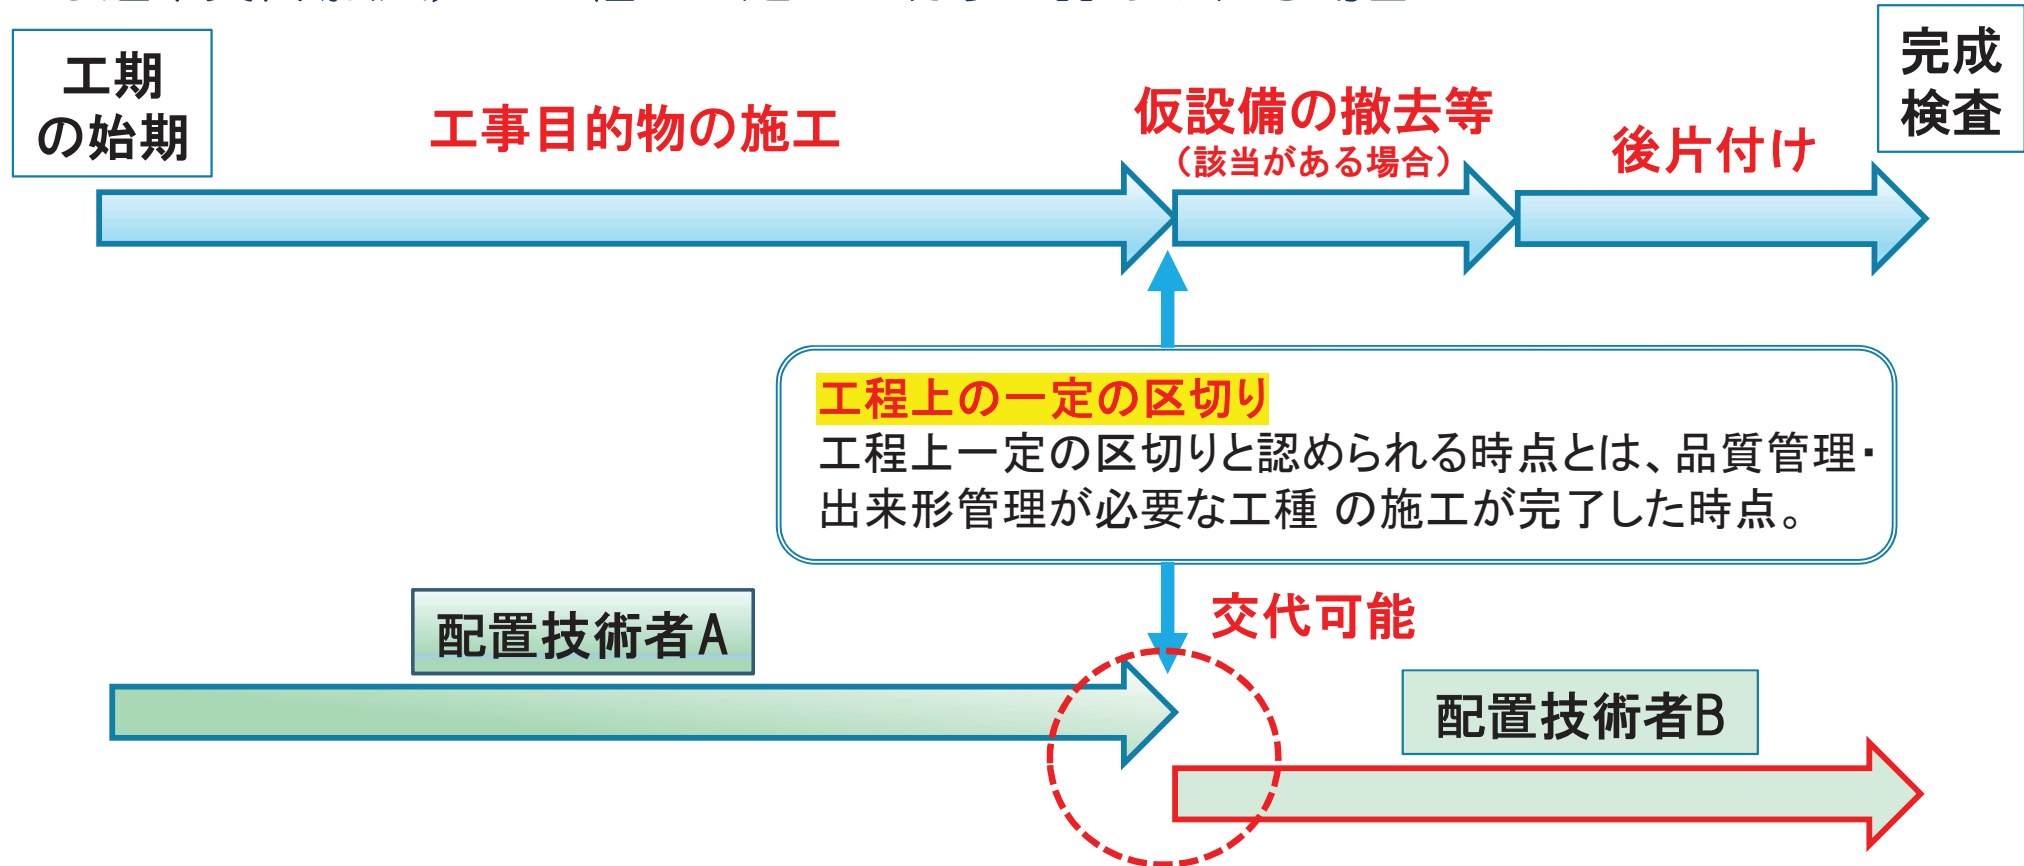 工期
の始期
工事目的物の施工
仮設備の撤去等
(該当がある場合)
後片付け
完成
検査
工程上の一定の区切り
工程上一定の区切りと認められる時点とは、品質管理・
出来形管理が必要な工種 の施工が完了した時点。
交代可能
配置技術者A
配置技術者B